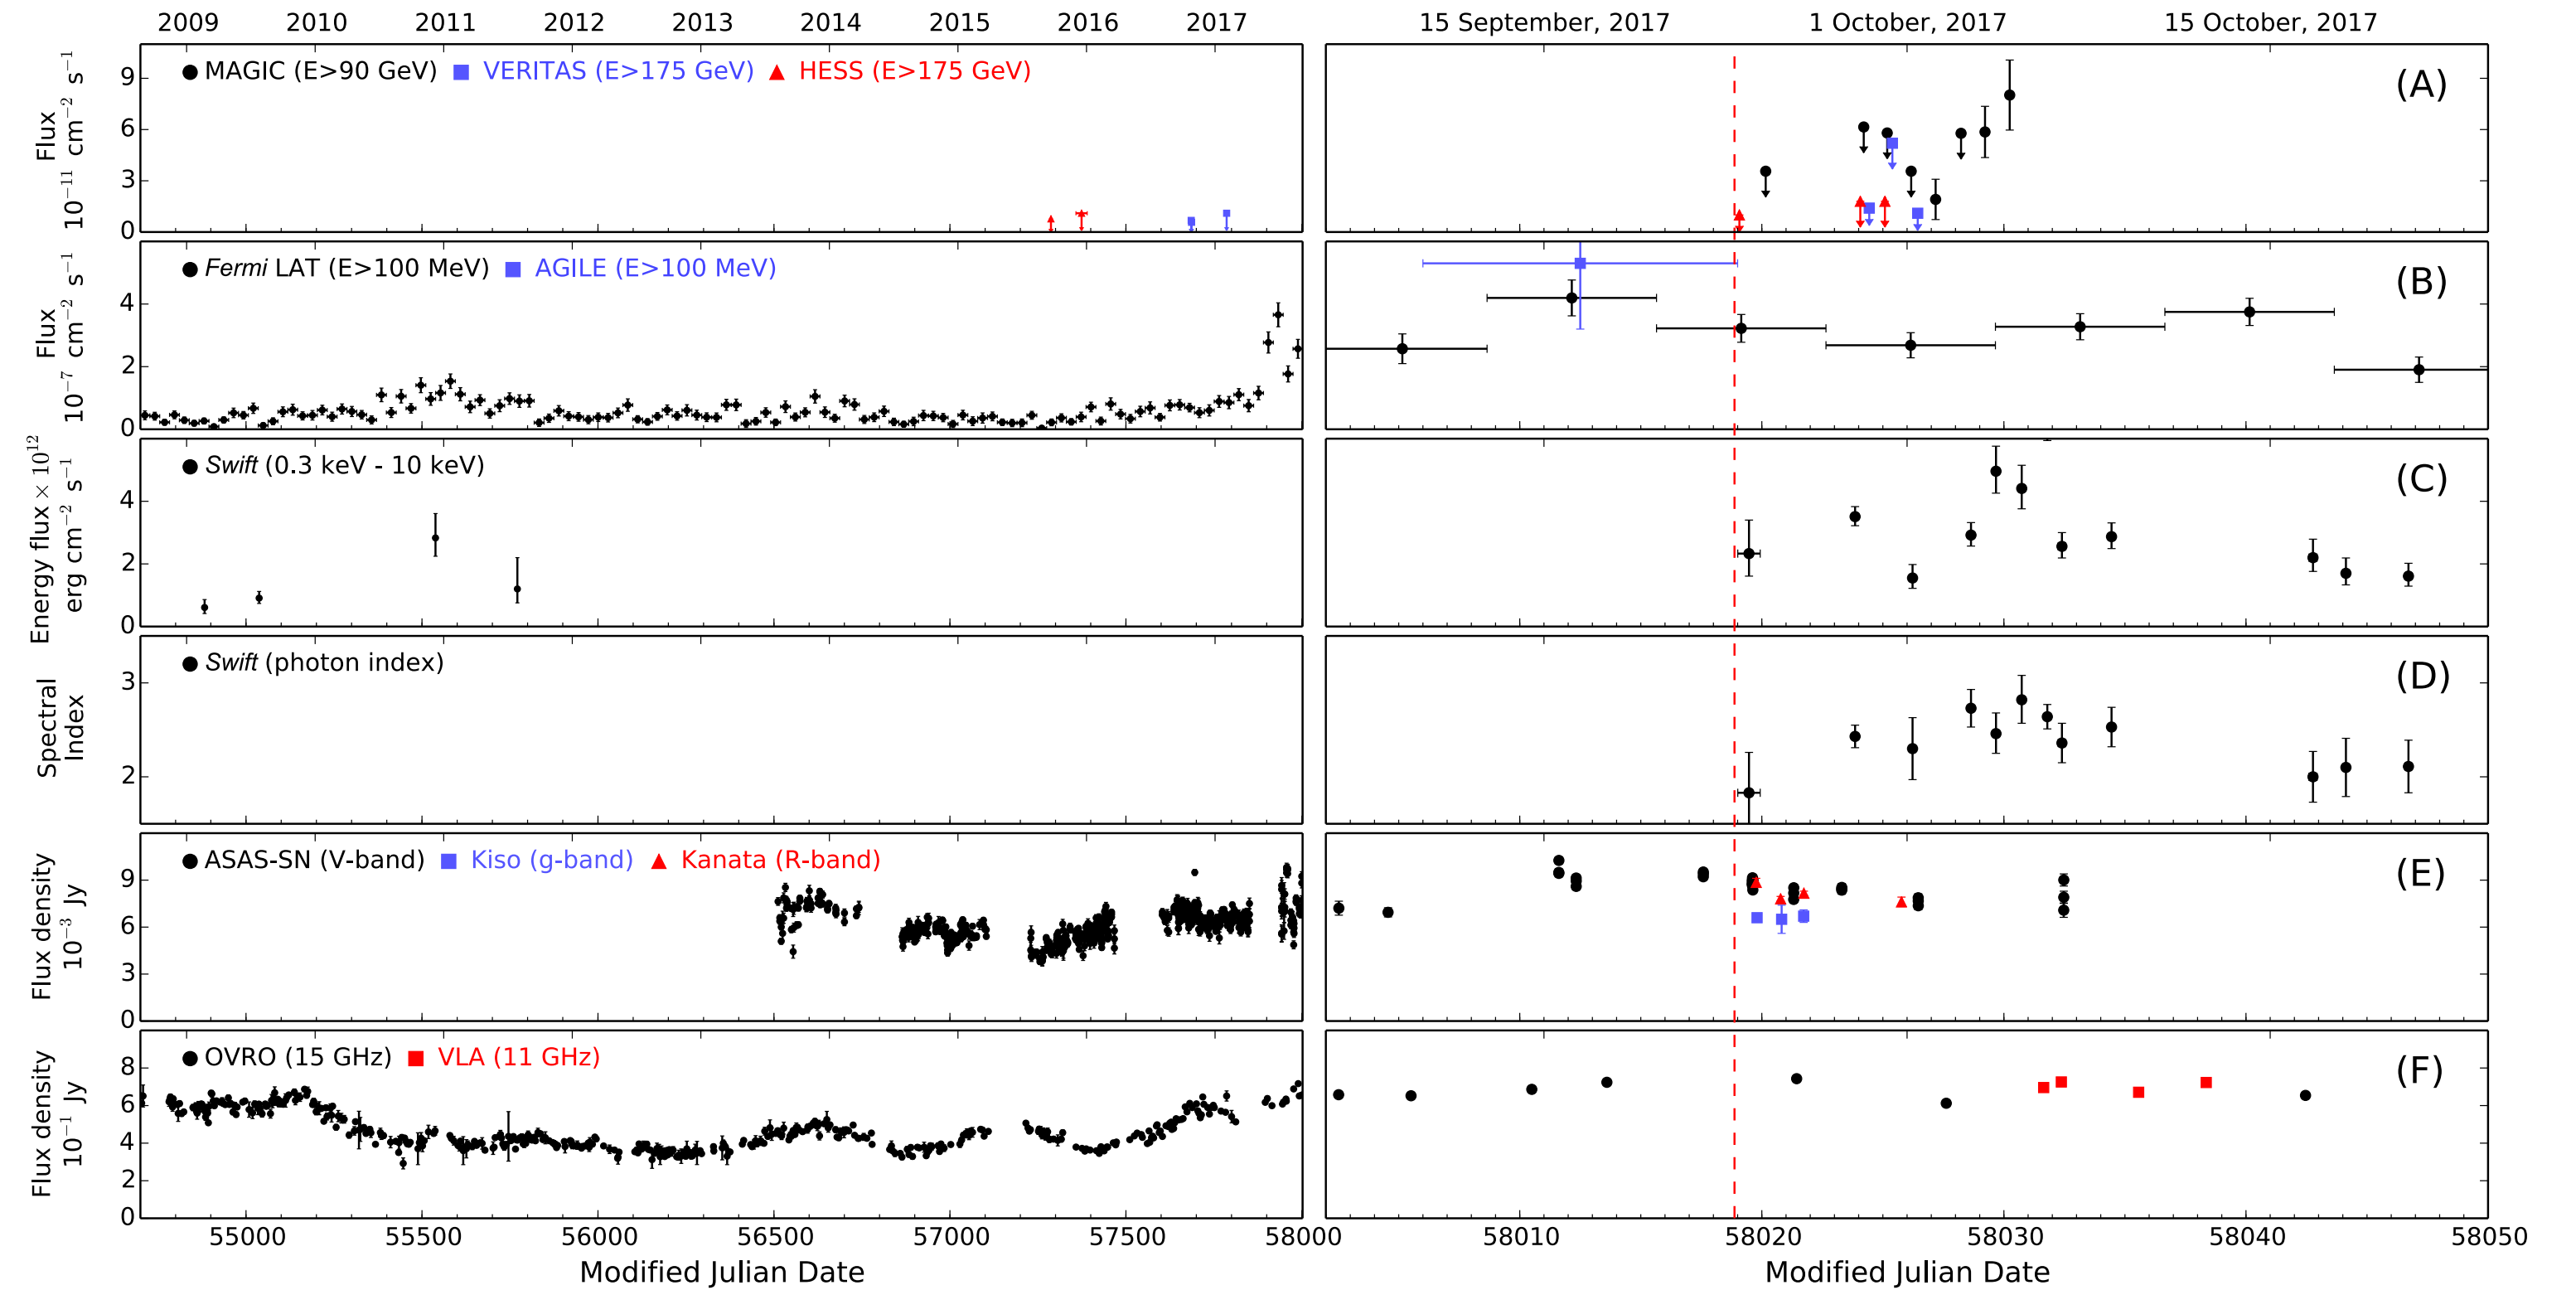 2009 2010 2011 2012 2013 2014 2015 2016 2017 15 September, 2017 1 October, 2017 15 October, 2017
MAGIC (E>90 GeV) VERITAS (E>175 GeV) HESS (E>175 GeV)
(A)
Flux
10⁻¹¹ cm⁻² s⁻¹
9
6
3
0
Fermi LAT (E>100 MeV) AGILE (E>100 MeV)
(B)
Flux
10⁻⁷ cm⁻² s⁻¹
4
2
0
Swift (0.3 keV - 10 keV)
(C)
Energy flux × 10¹²
erg cm⁻² s⁻¹
4
2
0
Swift (photon index)
(D)
Spectral
Index
3
2
ASAS-SN (V-band) Kiso (g-band) Kanata (R-band)
(E)
Flux density
10⁻³ Jy
9
6
3
0
OVRO (15 GHz) VLA (11 GHz)
(F)
Flux density
10⁻¹ Jy
8
6
4
2
0
55000 55500 56000 56500 57000 57500 58000 58010 58020 58030 58040 58050
Modified Julian Date Modified Julian Date